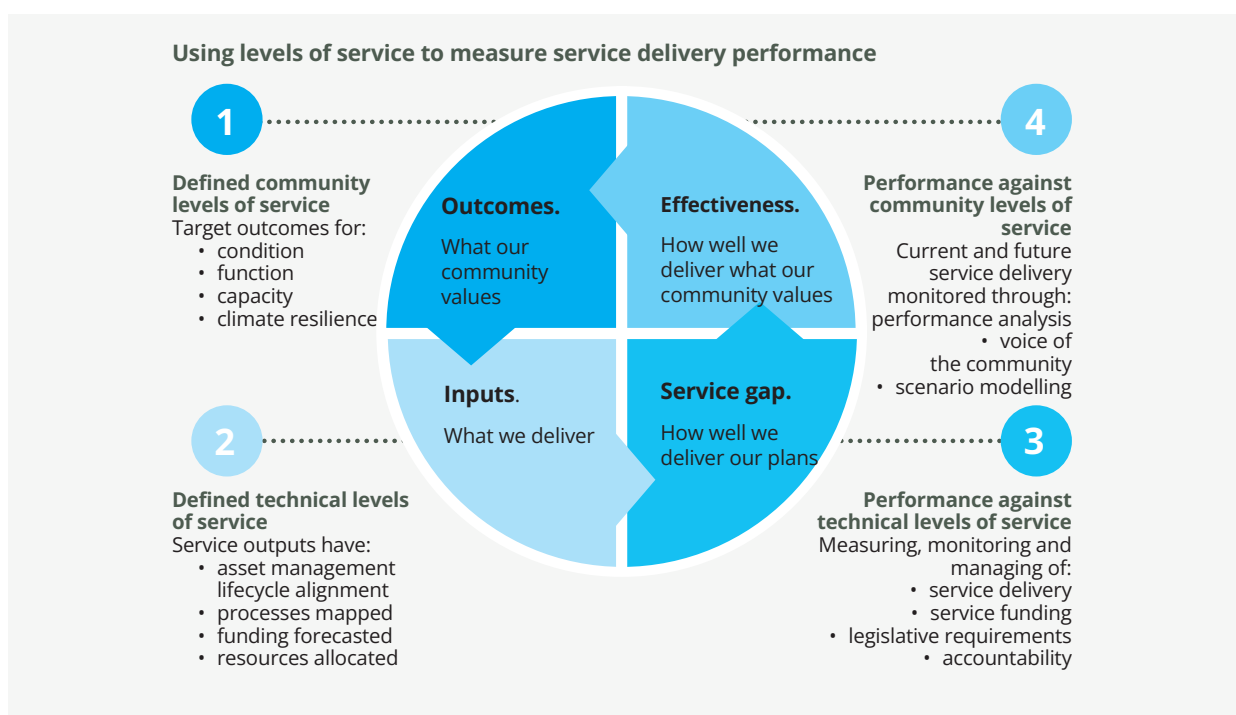 Using levels of service to measure service delivery performance
1
Defined community
levels of service
Target outcomes for:
• condition
• function
• capacity
• climate resilience
Outcomes.
What our
community
values
Effectiveness.
How well we
deliver what our
community values
4
Performance against
community levels of
service
Current and future
service delivery
monitored through:
performance analysis
• voice of
the community
• scenario modelling
2
Defined technical levels
of service
Service outputs have:
• asset management
lifecycle alignment
• processes mapped
• funding forecasted
• resources allocated
Inputs.
What we deliver
Service gap.
How well we
deliver our plans
3
Performance against
technical levels of service
Measuring, monitoring and
managing of:
• service delivery
• service funding
• legislative requirements
• accountability